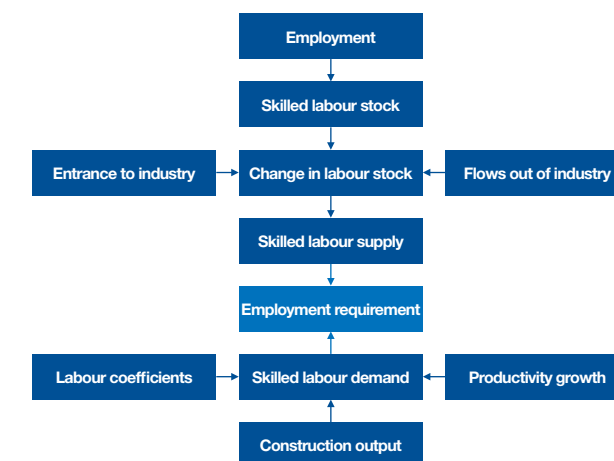 Employment
Skilled labour stock
Entrance to industry
Change in labour stock
Flows out of industry
Skilled labour supply
Employment requirement
Labour coefficients
Skilled labour demand
Productivity growth
Construction output